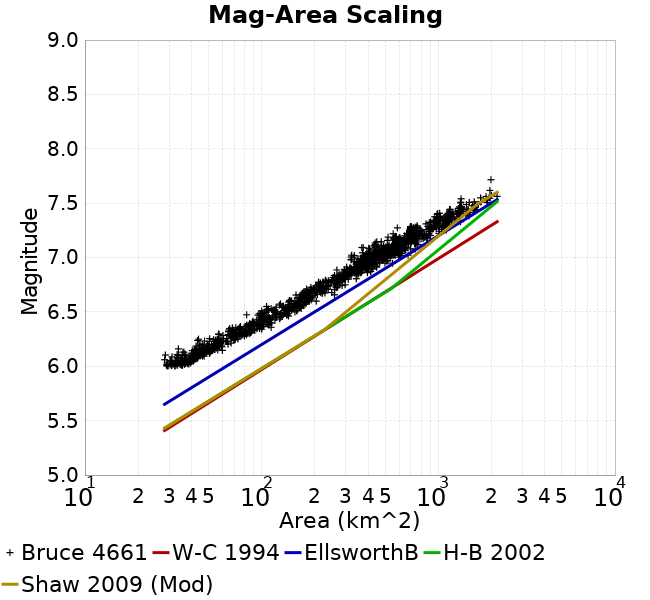 Mag-Area Scaling
9.0
8.5
8.0
7.5
7.0
6.5
6.0
5.5
5.0
Magnitude
10^1 2 3 4 5 10^2 2 3 4 5 10^3 2 3 4 5 10^4
Area (km^2)
+ Bruce 4661 W-C 1994 EllsworthB H-B 2002
Shaw 2009 (Mod)